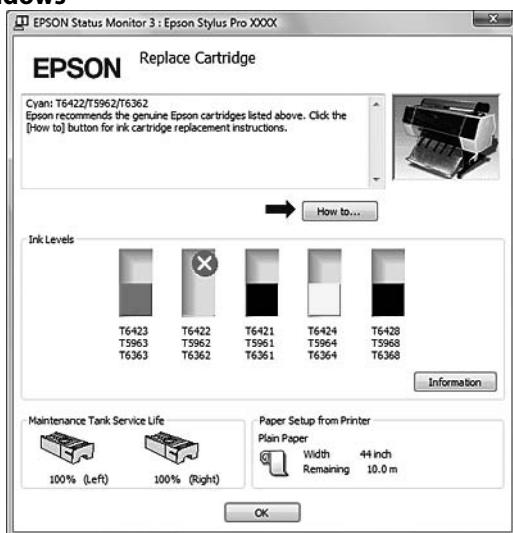 EPSON Status Monitor 3 : Epson Stylus Pro XXXX
EPSON
Replace Cartridge
Cyan: T6422/T5962/T6362
Epson recommends the genuine Epson cartridges listed above. Click the
[How to] button for ink cartridge replacement instructions.
How to...
Ink Levels
T6423 T6422 T6421 T6424 T6428
T5963 T5962 T5961 T5964 T5968
T6363 T6362 T6361 T6364 T6368
Information
Maintenance Tank Service Life
100% (Left) 100% (Right)
Paper Setup from Printer
Plain Paper
Width 44 inch
Remaining 10.0 m
OK